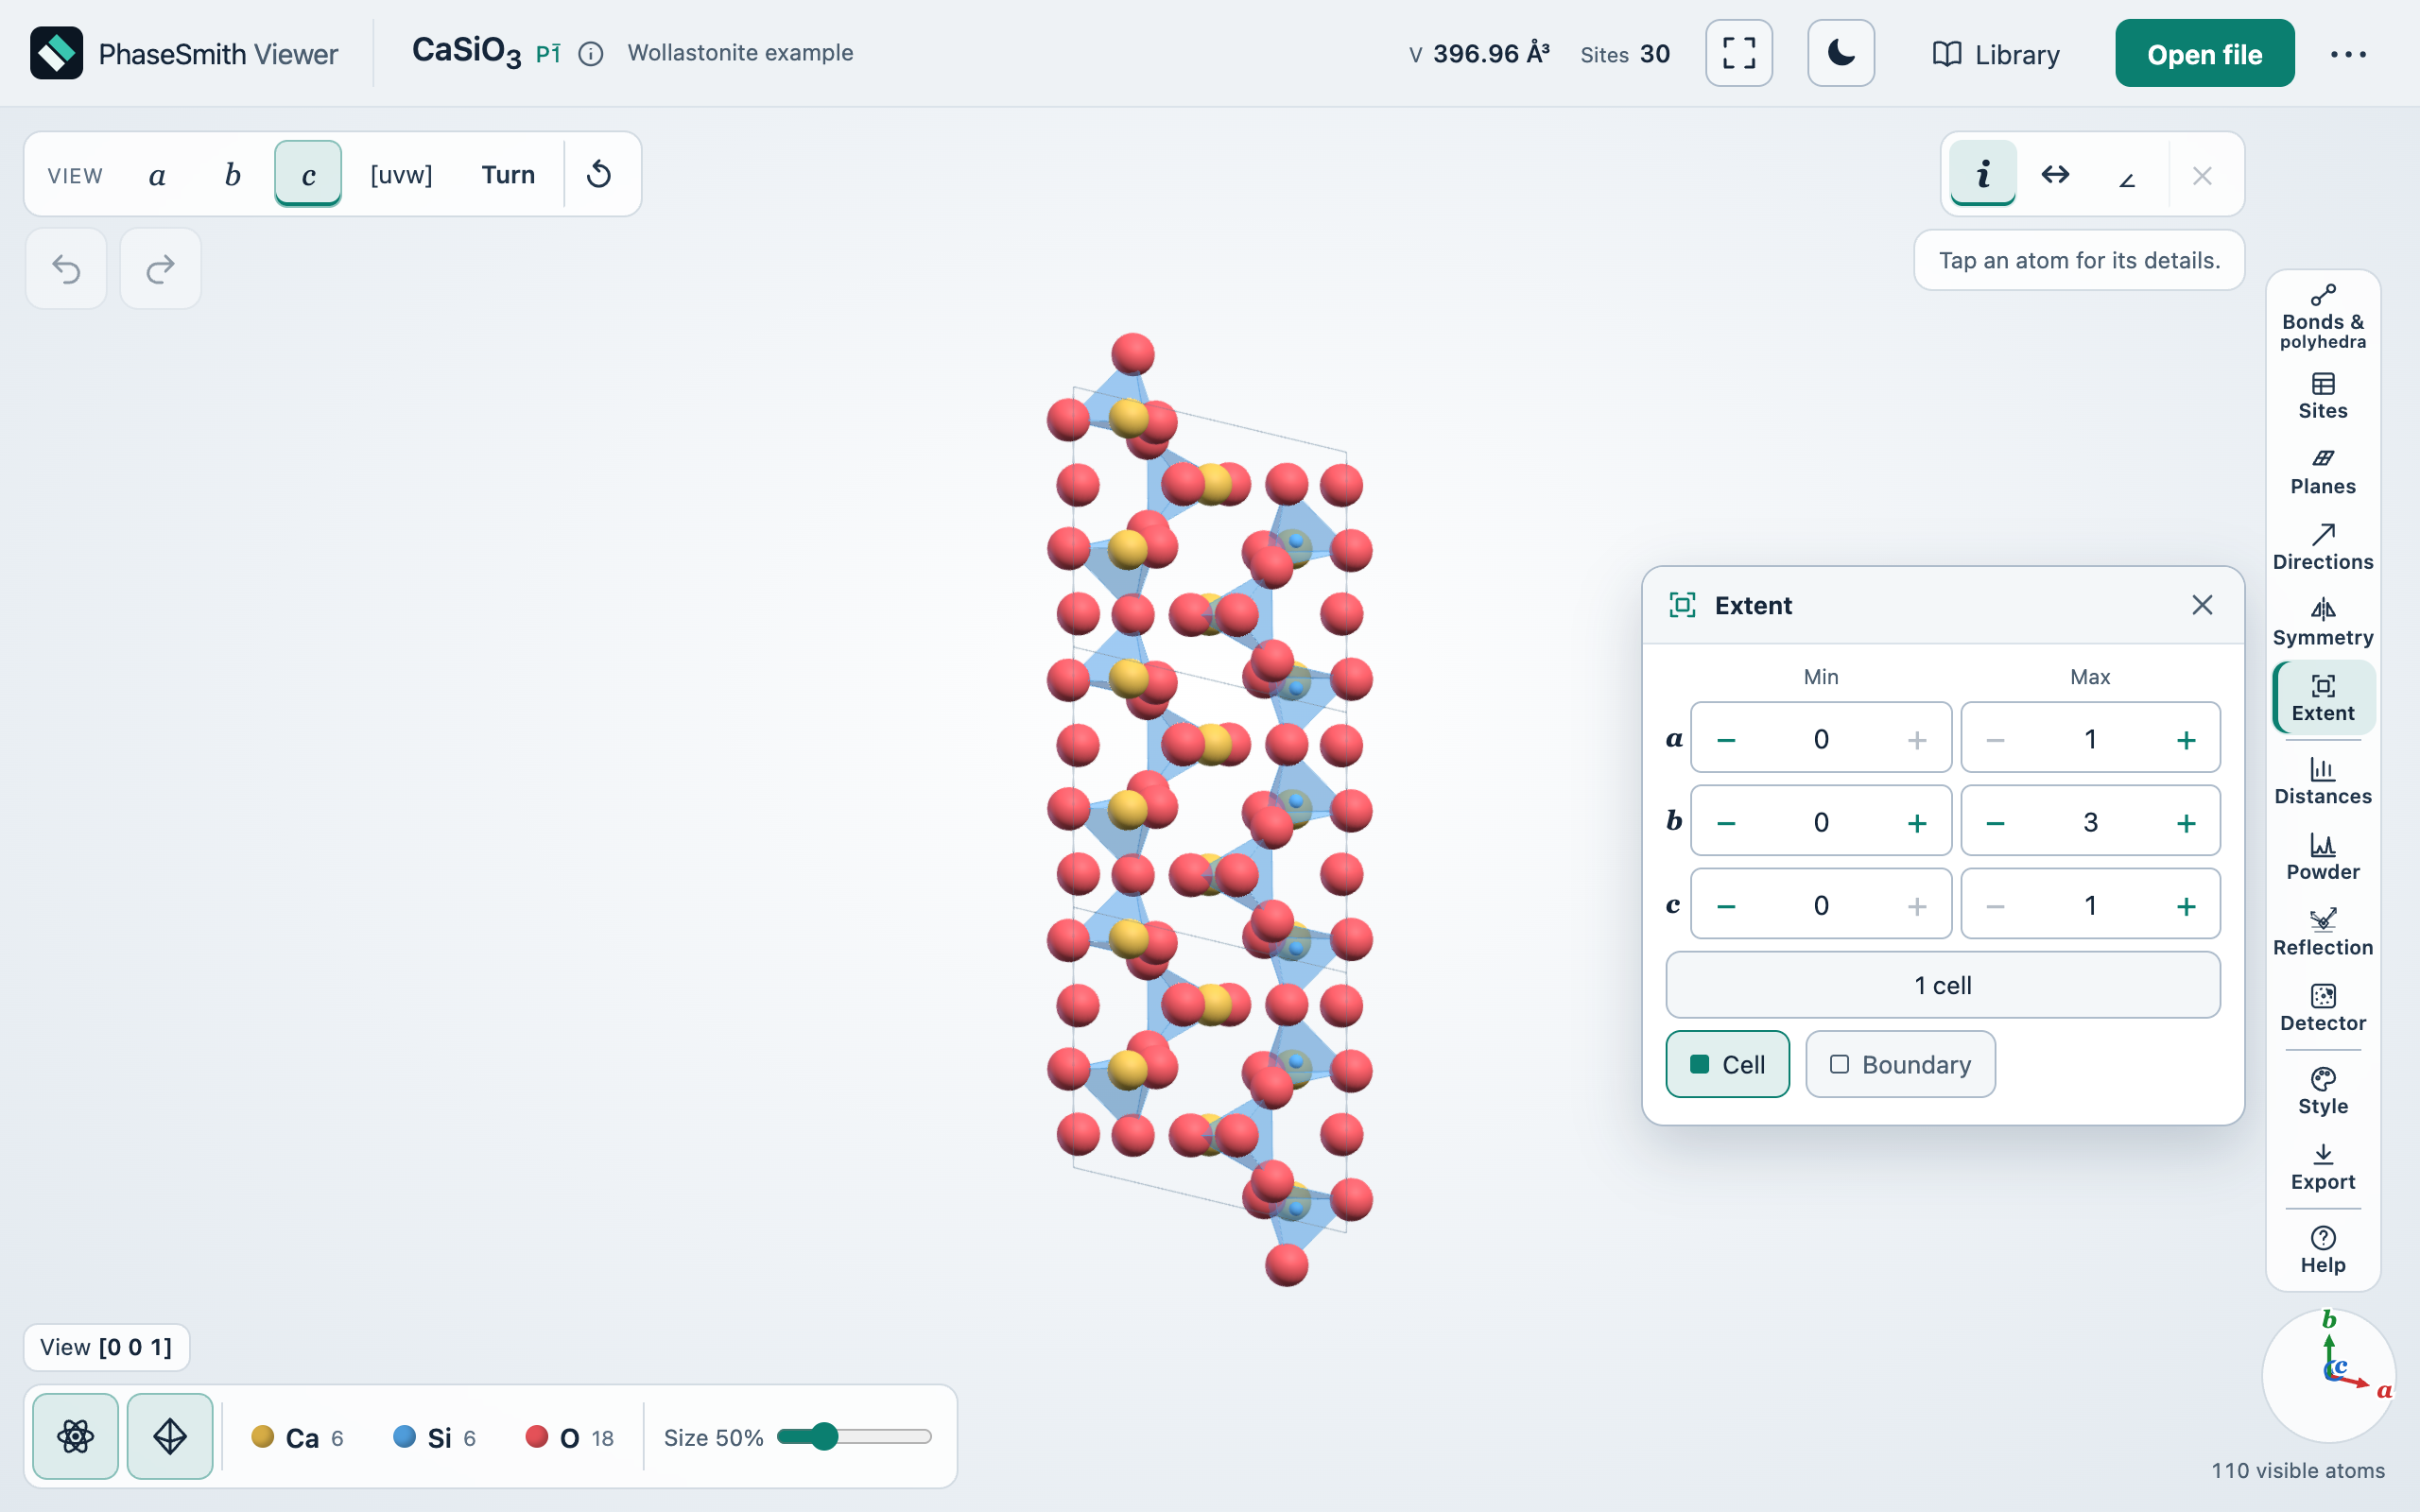 PhaseSmith Viewer
CaSiO₃ P1̄ Wollastonite example
V 396.96 Å³ Sites 30
Library
Open file
VIEW a b c [uvw] Turn
Tap an atom for its details.
Bonds &
polyhedra
Sites
Planes
Directions
Symmetry
Extent
Distances
Powder
Reflection
Detector
Style
Export
Help
Extent
Min Max
a − 0 + − 1 +
b − 0 + − 3 +
c − 0 + − 1 +
1 cell
Cell Boundary
View [0 0 1]
Ca 6 Si 6 O 18 Size 50%
b
c
a
110 visible atoms